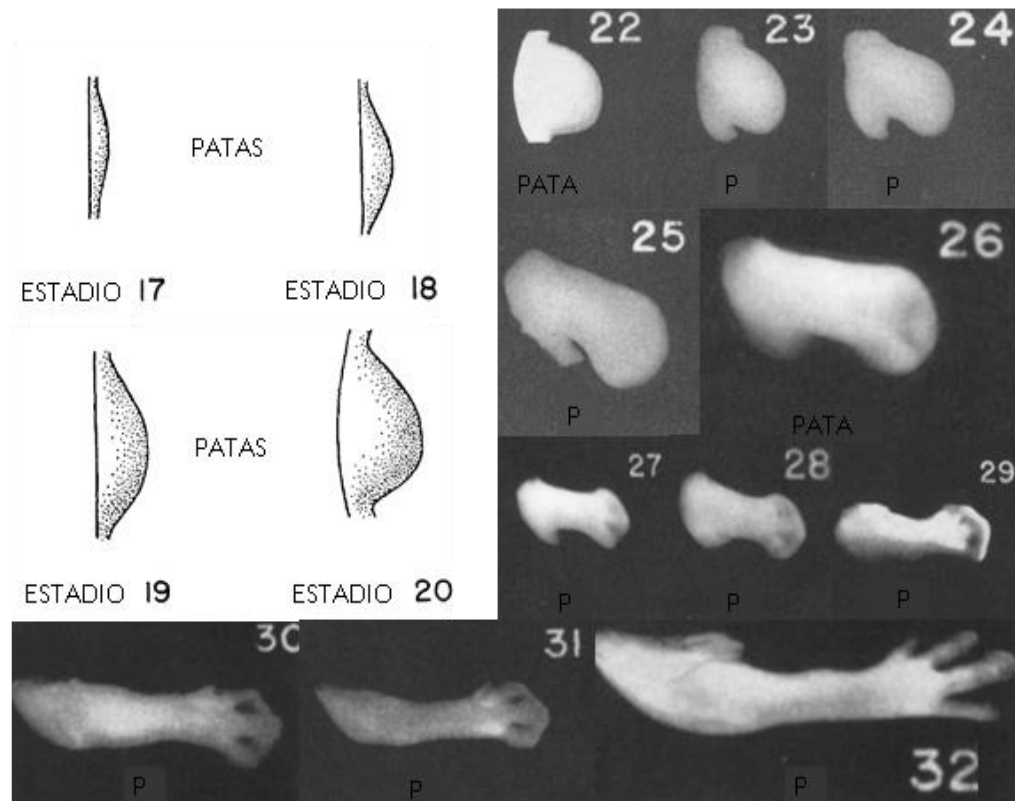 PATAS
ESTADIO 17
ESTADIO 18
PATAS
ESTADIO 19
ESTADIO 20
22
PATA
23
P
24
P
25
P
26
PATA
27
P
28
P
29
P
30
P
31
P
32
P